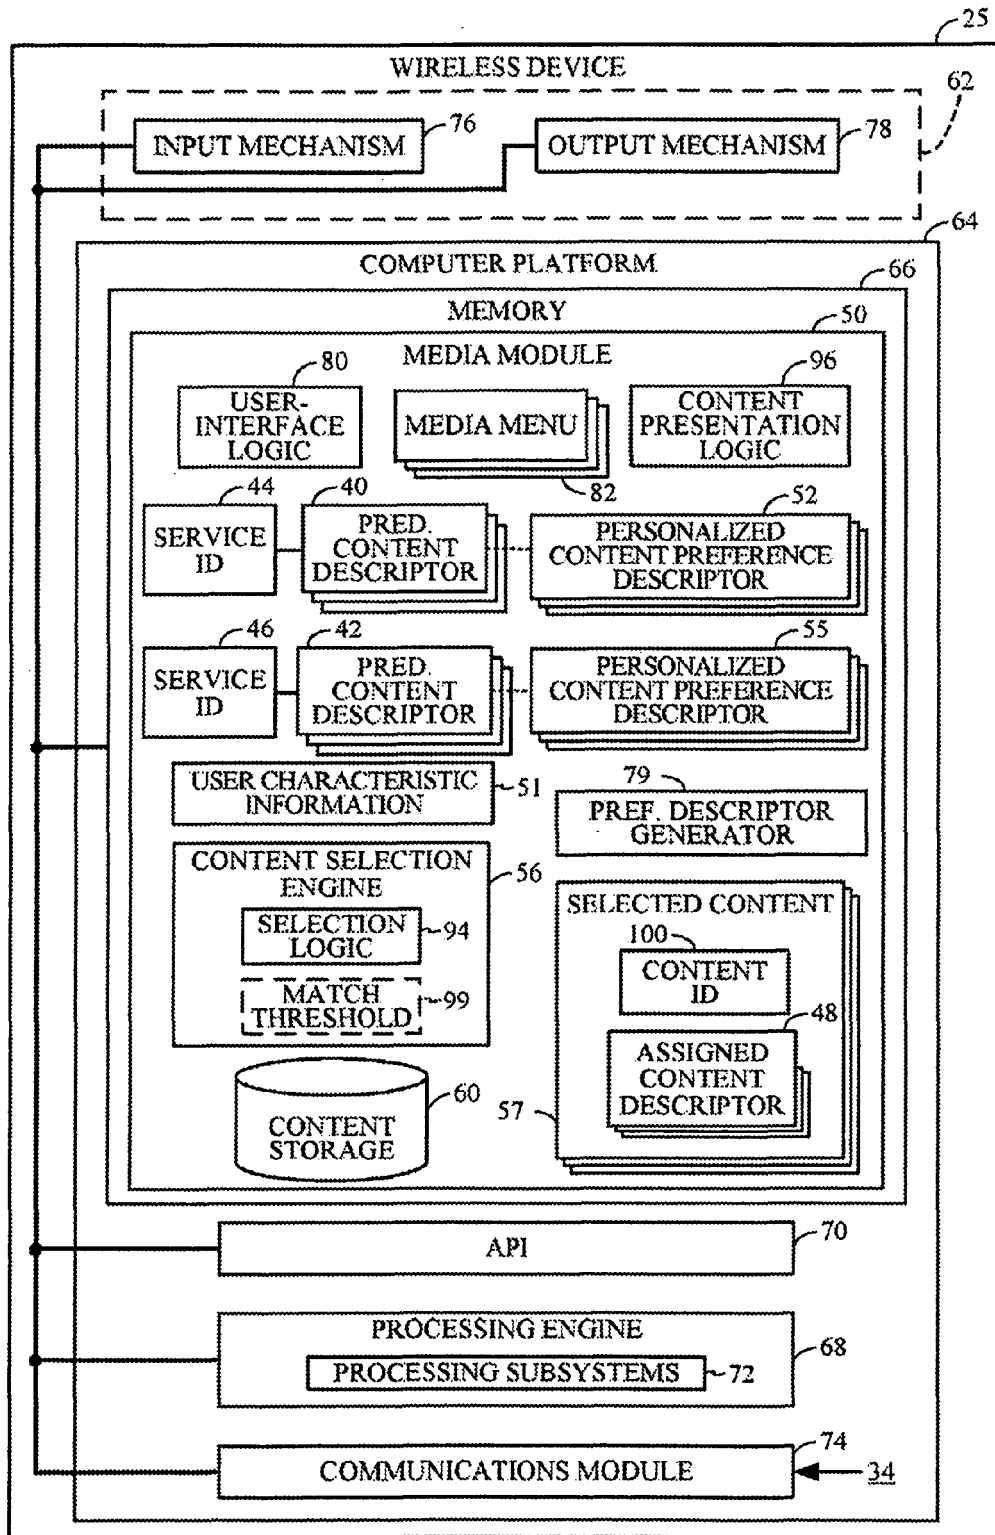 25
WIRELESS DEVICE
62
INPUT MECHANISM
76
OUTPUT MECHANISM
78
64
COMPUTER PLATFORM
66
MEMORY
50
MEDIA MODULE
80
USER-
INTERFACE
LOGIC
MEDIA MENU
82
96
CONTENT
PRESENTATION
LOGIC
44
SERVICE
ID
40
PRED.
CONTENT
DESCRIPTOR
52
PERSONALIZED
CONTENT PREFERENCE
DESCRIPTOR
46
SERVICE
ID
42
PRED.
CONTENT
DESCRIPTOR
55
PERSONALIZED
CONTENT PREFERENCE
DESCRIPTOR
USER CHARACTERISTIC
INFORMATION
51
79
PREF. DESCRIPTOR
GENERATOR
CONTENT SELECTION
ENGINE
56
SELECTION
LOGIC
94
MATCH
THRESHOLD
99
SELECTED CONTENT
100
CONTENT
ID
48
ASSIGNED
CONTENT
DESCRIPTOR
57
60
CONTENT
STORAGE
API
70
PROCESSING ENGINE
68
PROCESSING SUBSYSTEMS
72
COMMUNICATIONS MODULE
74
34